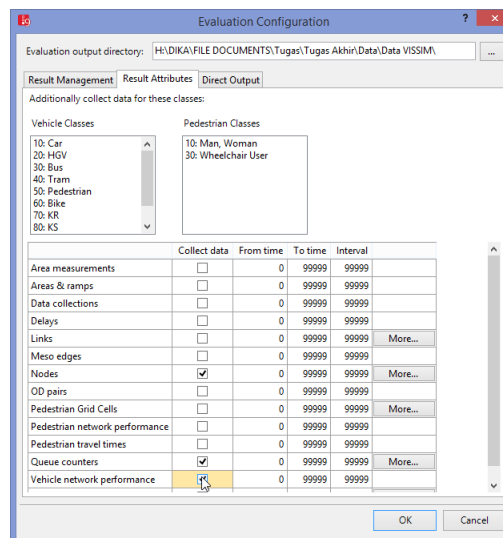 Evaluation Configuration
Evaluation output directory: H:\DIKA\FILE DOCUMENTS\Tugas\Tugas Akhir\Data\Data VISSIM\ ...
Result Management Result Attributes Direct Output
Additionally collect data for these classes:
Vehicle Classes Pedestrian Classes
10: Car 10: Man, Woman
20: HGV 30: Wheelchair User
30: Bus
40: Tram
50: Pedestrian
60: Bike
70: KR
80: KS
Collect data From time To time Interval
Area measurements 0 99999 99999
Areas & ramps 0 99999 99999
Data collections 0 99999 99999
Delays 0 99999 99999
Links 0 99999 99999 More...
Meso edges 0 99999 99999
Nodes 0 99999 99999 More...
OD pairs 0 99999 99999
Pedestrian Grid Cells 0 99999 99999 More...
Pedestrian network performance 0 99999 99999
Pedestrian travel times 0 99999 99999
Queue counters 0 99999 99999 More...
Vehicle network performance 0 99999 99999
OK Cancel